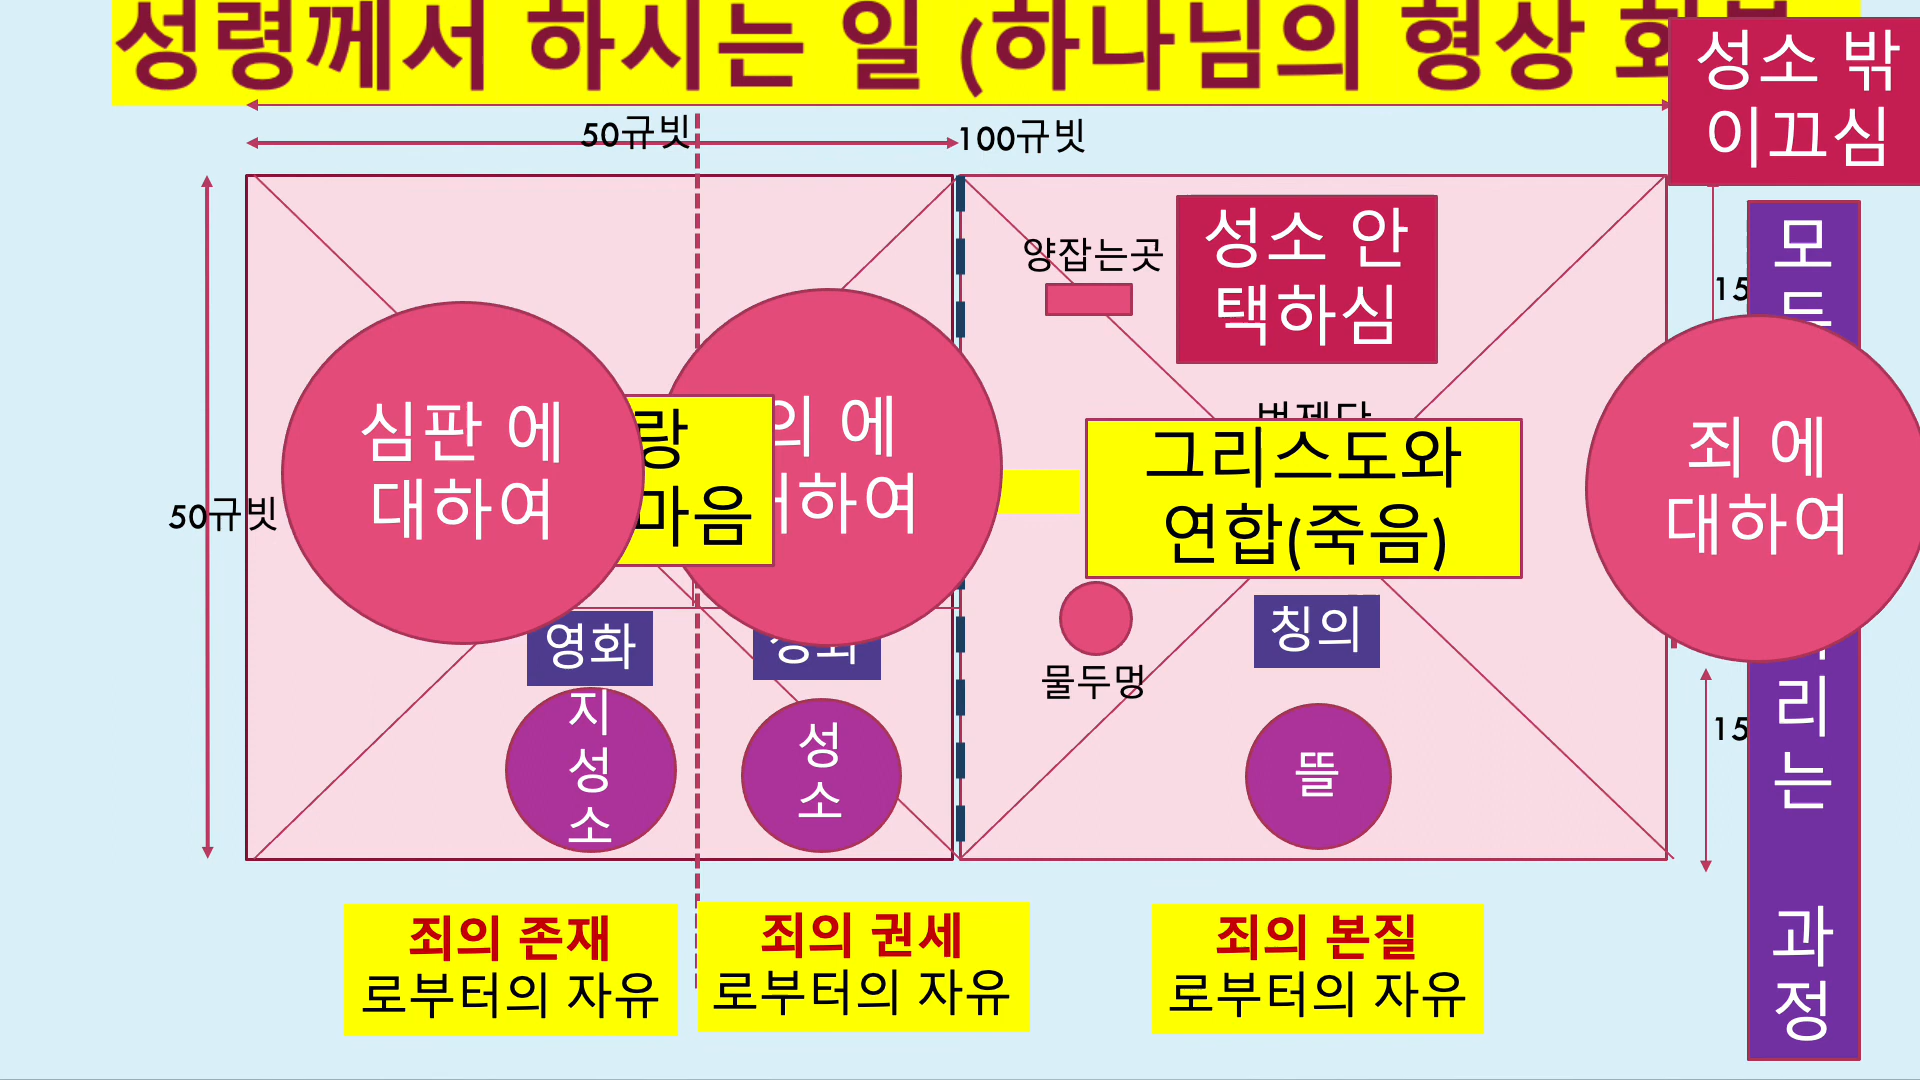 성령께서 하시는 일 (하나님의 형상
성소 밖
이끄심
50규빗
100규빗
양잡는곳
성소 안
택하심
15
모
심판 에
대하여
랑
마음
의 에
하여
그리스도와
연합(죽음)
죄 에
대하여
50규빗
영화
칭의
물두멍
지
성
소
성
소
뜰
15
리
는
과
정
죄의 존재
로부터의 자유
죄의 권세
로부터의 자유
죄의 본질
로부터의 자유